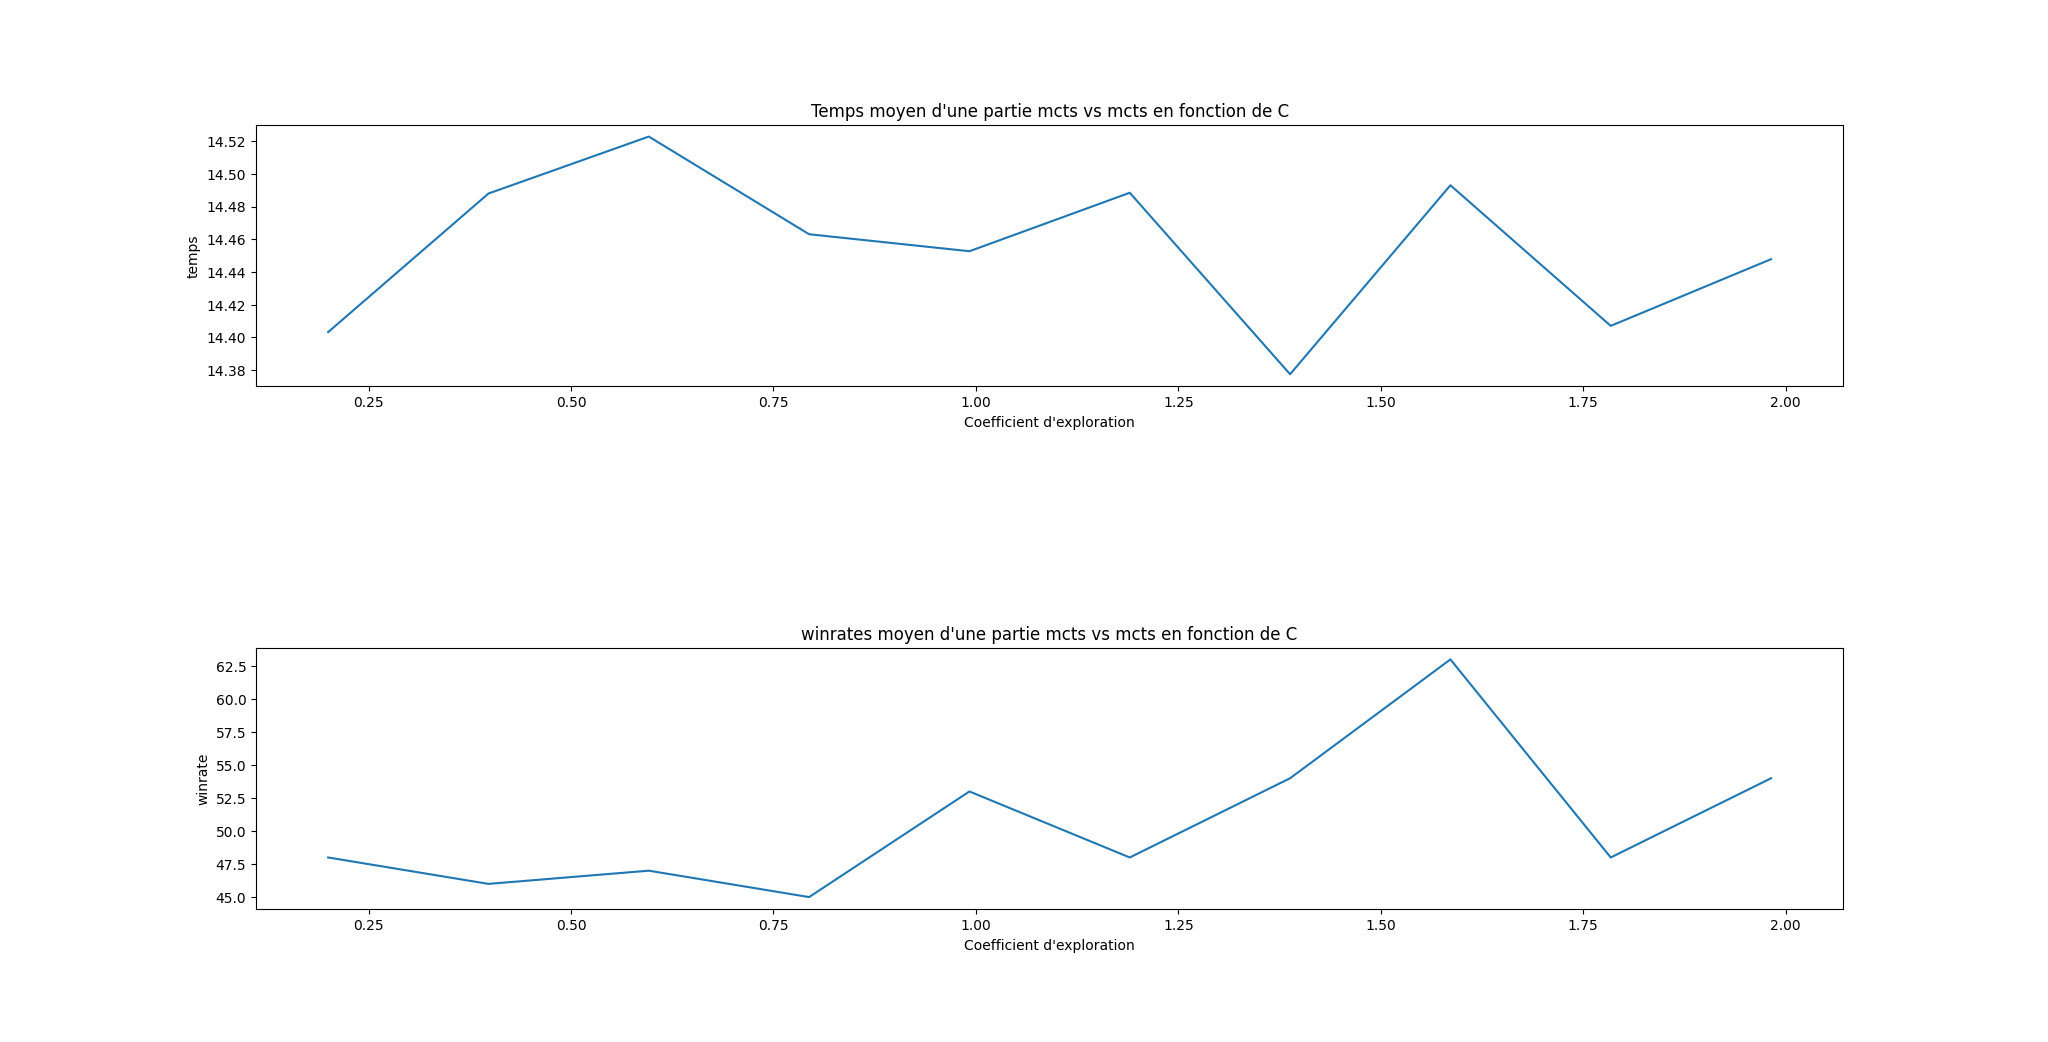 Temps moyen d'une partie mcts vs mcts en fonction de C
14.52
14.50
14.48
14.46
14.44
14.42
14.40
14.38
temps
0.25 0.50 0.75 1.00 1.25 1.50 1.75 2.00
Coefficient d'exploration
winrates moyen d'une partie mcts vs mcts en fonction de C
62.5
60.0
57.5
55.0
52.5
50.0
47.5
45.0
winrate
0.25 0.50 0.75 1.00 1.25 1.50 1.75 2.00
Coefficient d'exploration